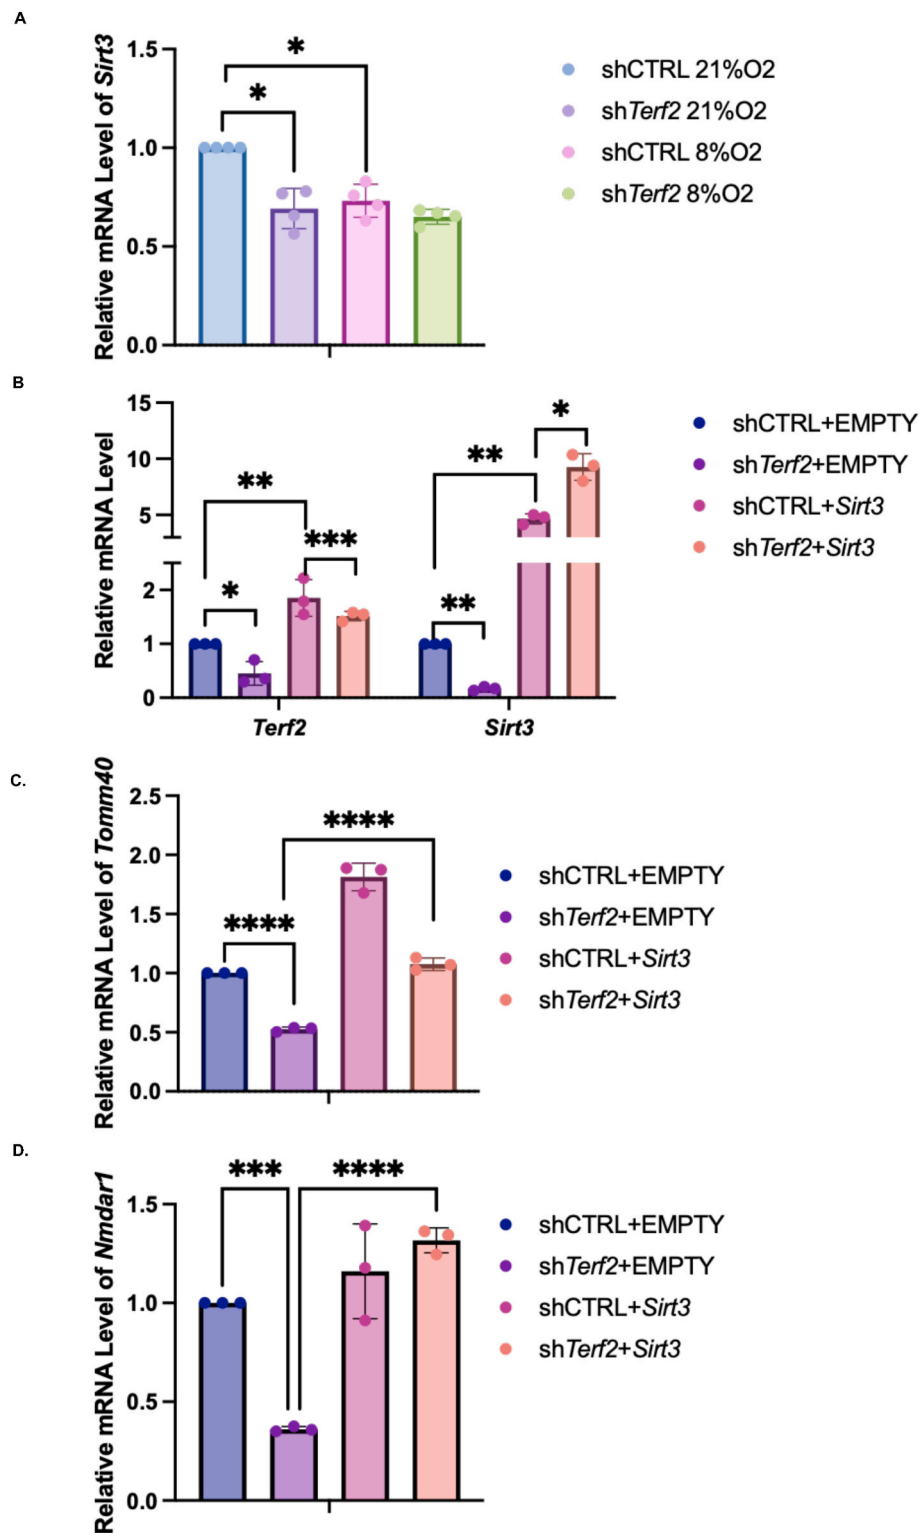 A
Relative mRNA Level of Sirt3
1.5
1.0
0.5
0.0
*
*
shCTRL 21%O2
shTerf2 21%O2
shCTRL 8%O2
shTerf2 8%O2
B
Relative mRNA Level
15
10
5
2
1
0
**
***
*
*
**
**
Terf2
Sirt3
shCTRL+EMPTY
shTerf2+EMPTY
shCTRL+Sirt3
shTerf2+Sirt3
C.
Relative mRNA Level of Tomm40
2.5
2.0
1.5
1.0
0.5
0.0
****
****
shCTRL+EMPTY
shTerf2+EMPTY
shCTRL+Sirt3
shTerf2+Sirt3
D.
Relative mRNA Level of Nmdar1
1.5
1.0
0.5
0.0
***
****
shCTRL+EMPTY
shTerf2+EMPTY
shCTRL+Sirt3
shTerf2+Sirt3